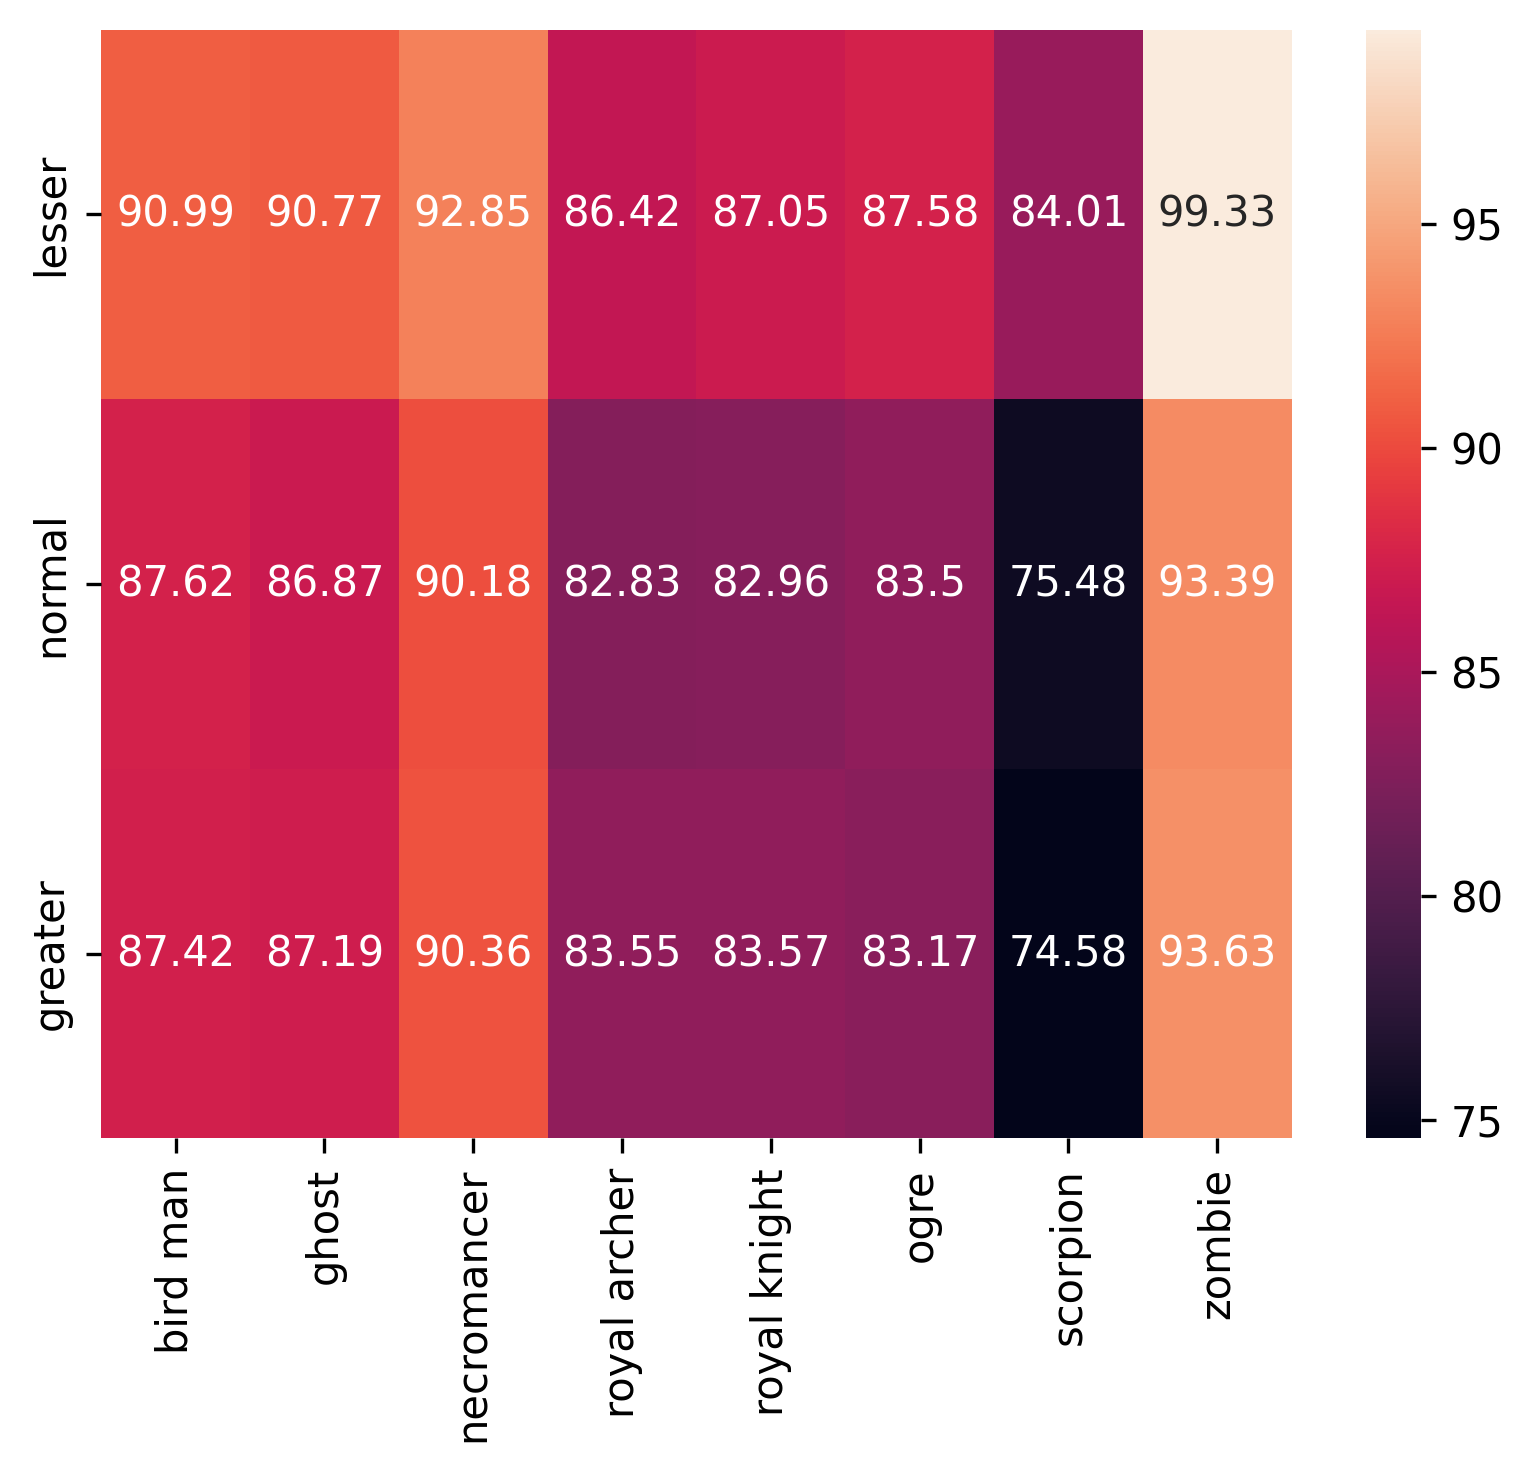 lesser 90.99 90.77 92.85 86.42 87.05 87.58 84.01 99.33
normal 87.62 86.87 90.18 82.83 82.96 83.5 75.48 93.39
greater 87.42 87.19 90.36 83.55 83.57 83.17 74.58 93.63
bird man
ghost
necromancer
royal archer
royal knight
ogre
scorpion
zombie
95
90
85
80
75